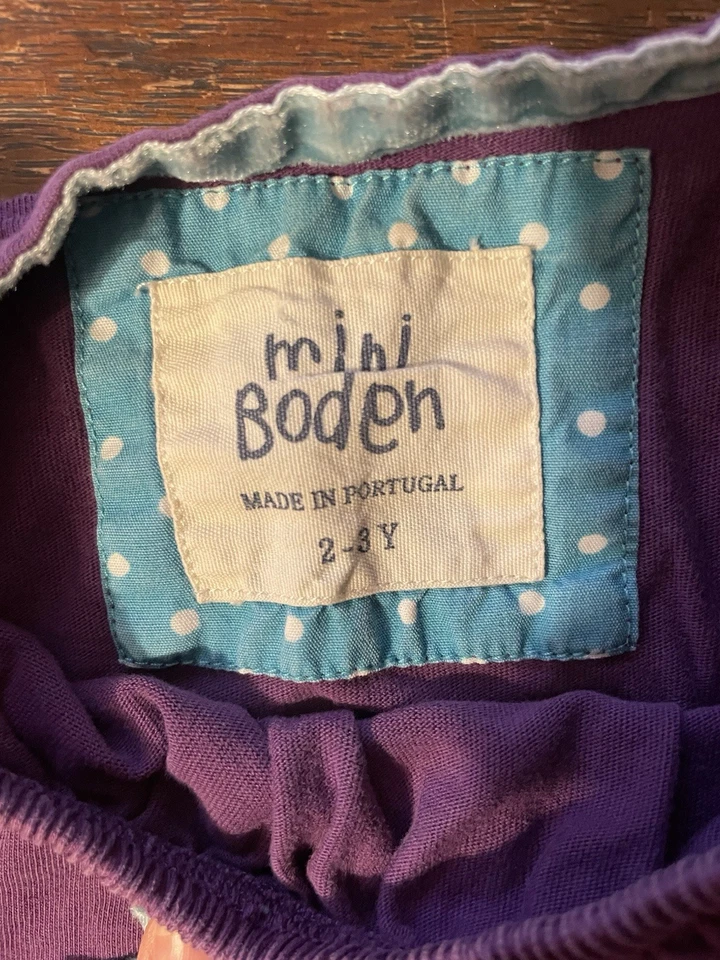 mini
Boden
MADE IN PORTUGAL
2-3 Y